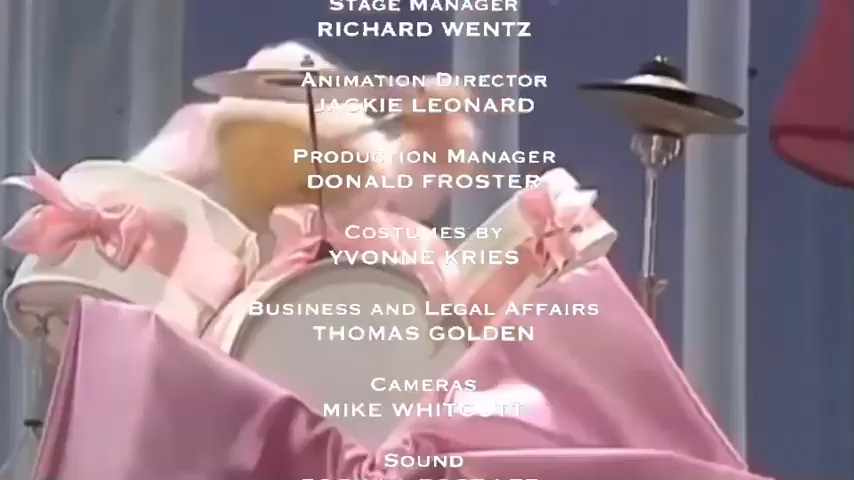 STAGE MANAGER
RICHARD WENTZ
ANIMATION DIRECTOR
JACKIE LEONARD
PRODUCTION MANAGER
DONALD FROSTER
COSTUMES BY
YVONNE KRIES
BUSINESS AND LEGAL AFFAIRS
THOMAS GOLDEN
CAMERAS
MIKE WHITCUTT
SOUND